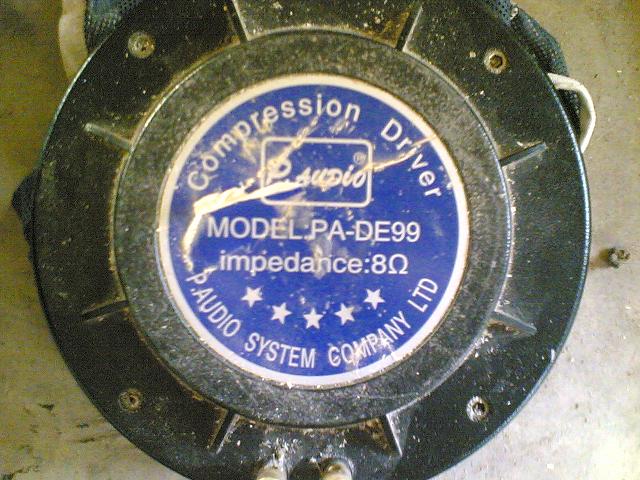 Compression Driver
P. AUDIO®
MODEL:PA-DE99
impedance:8Ω
P.AUDIO SYSTEM COMPANY LTD